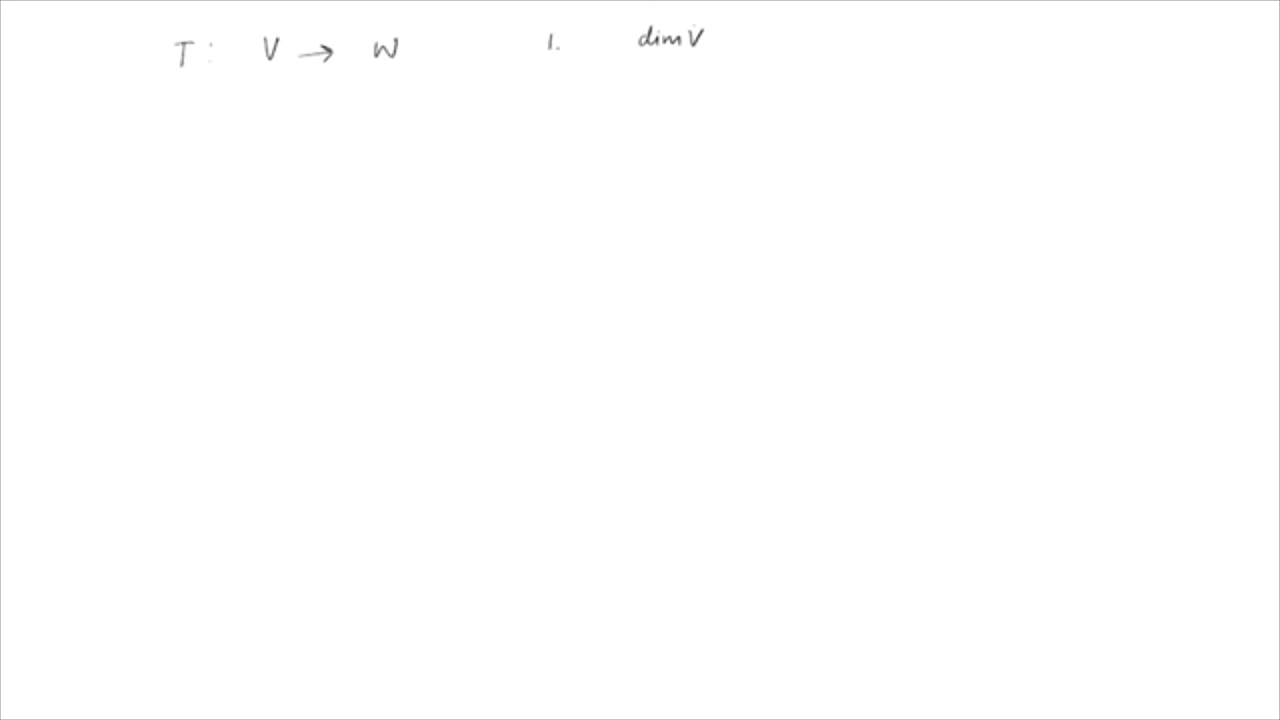 T: V → W 1. dim V